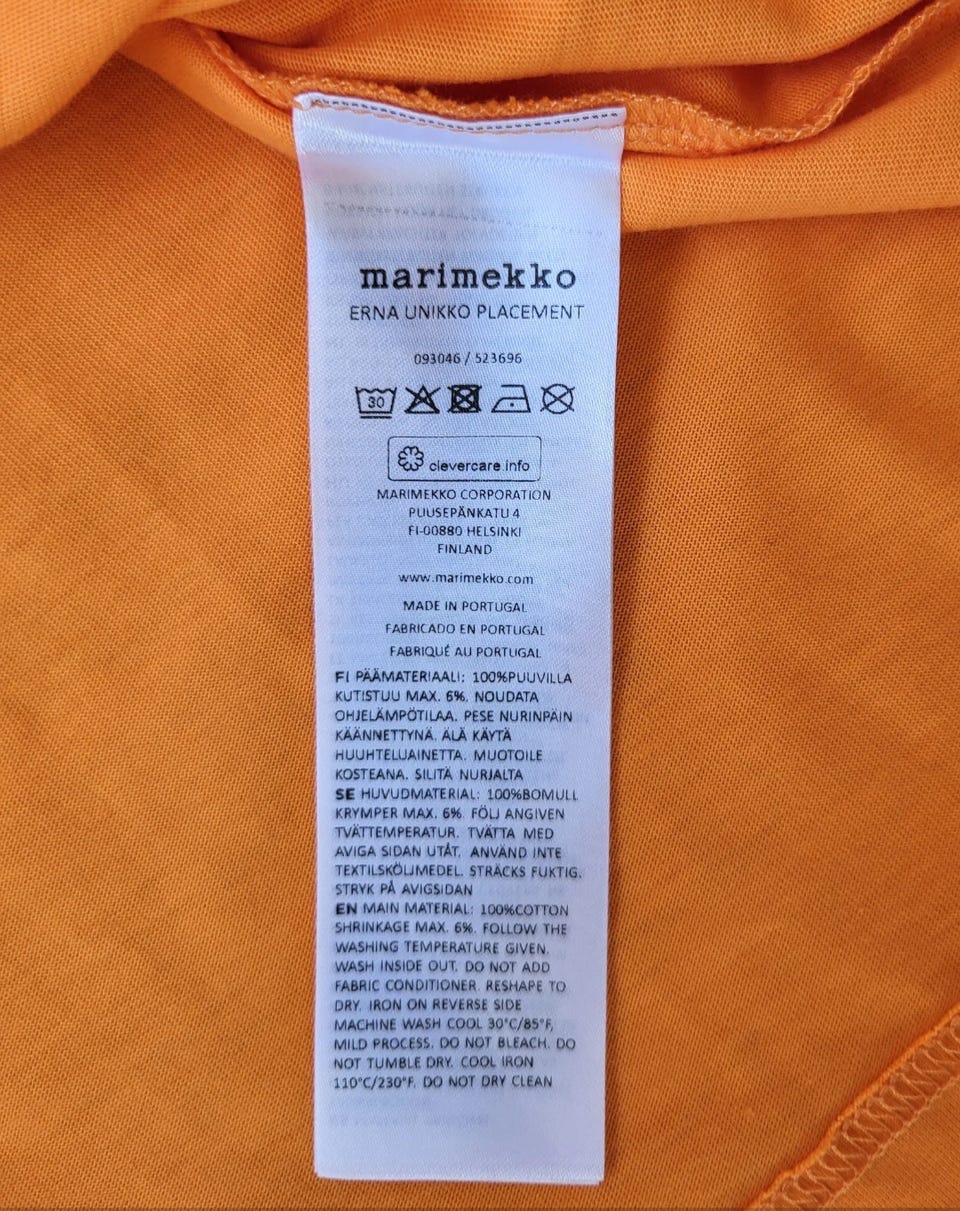 marimekko
ERNA UNIKKO PLACEMENT
093046 / 523696
30
clevercare.info
MARIMEKKO CORPORATION
PUUSEPÄNKATU 4
FI-00880 HELSINKI
FINLAND
www.marimekko.com
MADE IN PORTUGAL
FABRICADO EN PORTUGAL
FABRIQUÉ AU PORTUGAL
FI PÄÄMATERIAALI: 100%PUUVILLA
KUTISTUU MAX. 6%. NOUDATA
OHJELÄMPÖTILAA. PESE NURINPÄIN
KÄÄNNETTYNÄ. ÄLÄ KÄYTÄ
HUUHTELUAINETTA. MUOTOILE
KOSTEANA. SILITÄ NURJALTA
SE HUVUDMATERIAL: 100%BOMULL
KRYMPER MAX. 6%. FÖLJ ANGIVEN
TVÄTTEMPERATUR. TVÄTTA MED
AVIGA SIDAN UTÅT. ANVÄND INTE
TEXTILSKÖLJMEDEL. STRÄCKS FUKTIG.
STRYK PÅ AVIGSIDAN
EN MAIN MATERIAL: 100%COTTON
SHRINKAGE MAX. 6%. FOLLOW THE
WASHING TEMPERATURE GIVEN.
WASH INSIDE OUT. DO NOT ADD
FABRIC CONDITIONER. RESHAPE TO
DRY. IRON ON REVERSE SIDE
MACHINE WASH COOL 30°C/85°F,
MILD PROCESS. DO NOT BLEACH. DO
NOT TUMBLE DRY. COOL IRON
110°C/230°F. DO NOT DRY CLEAN